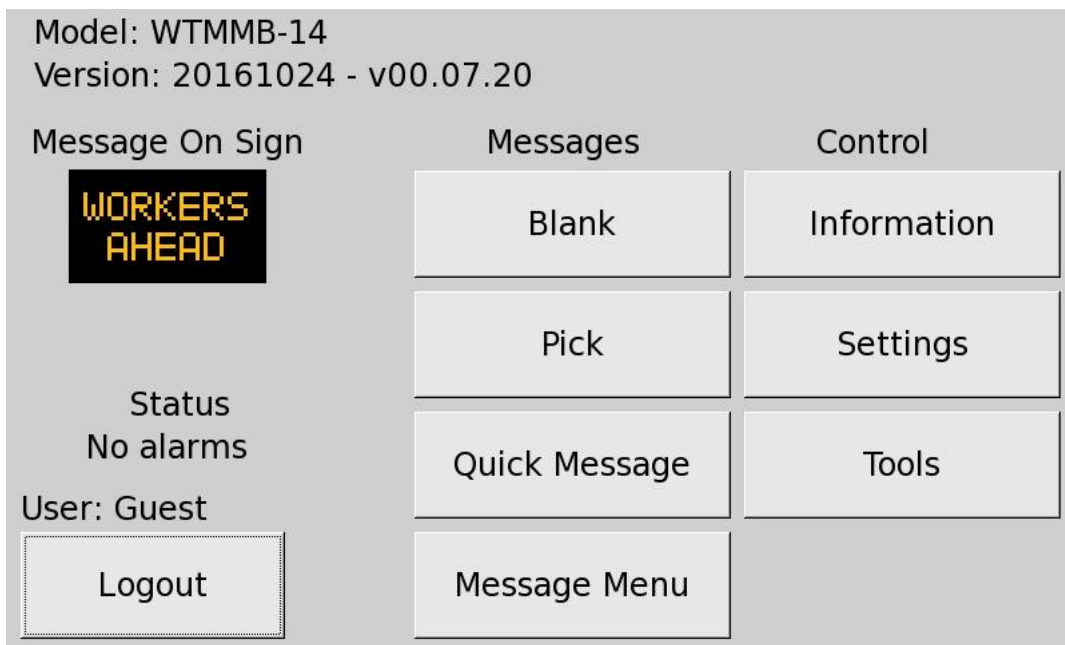 Model: WTMMB-14
Version: 20161024 - v00.07.20
Message On Sign
WORKERS
AHEAD
Status
No alarms
User: Guest
Logout
Messages
Blank
Pick
Quick Message
Message Menu
Control
Information
Settings
Tools